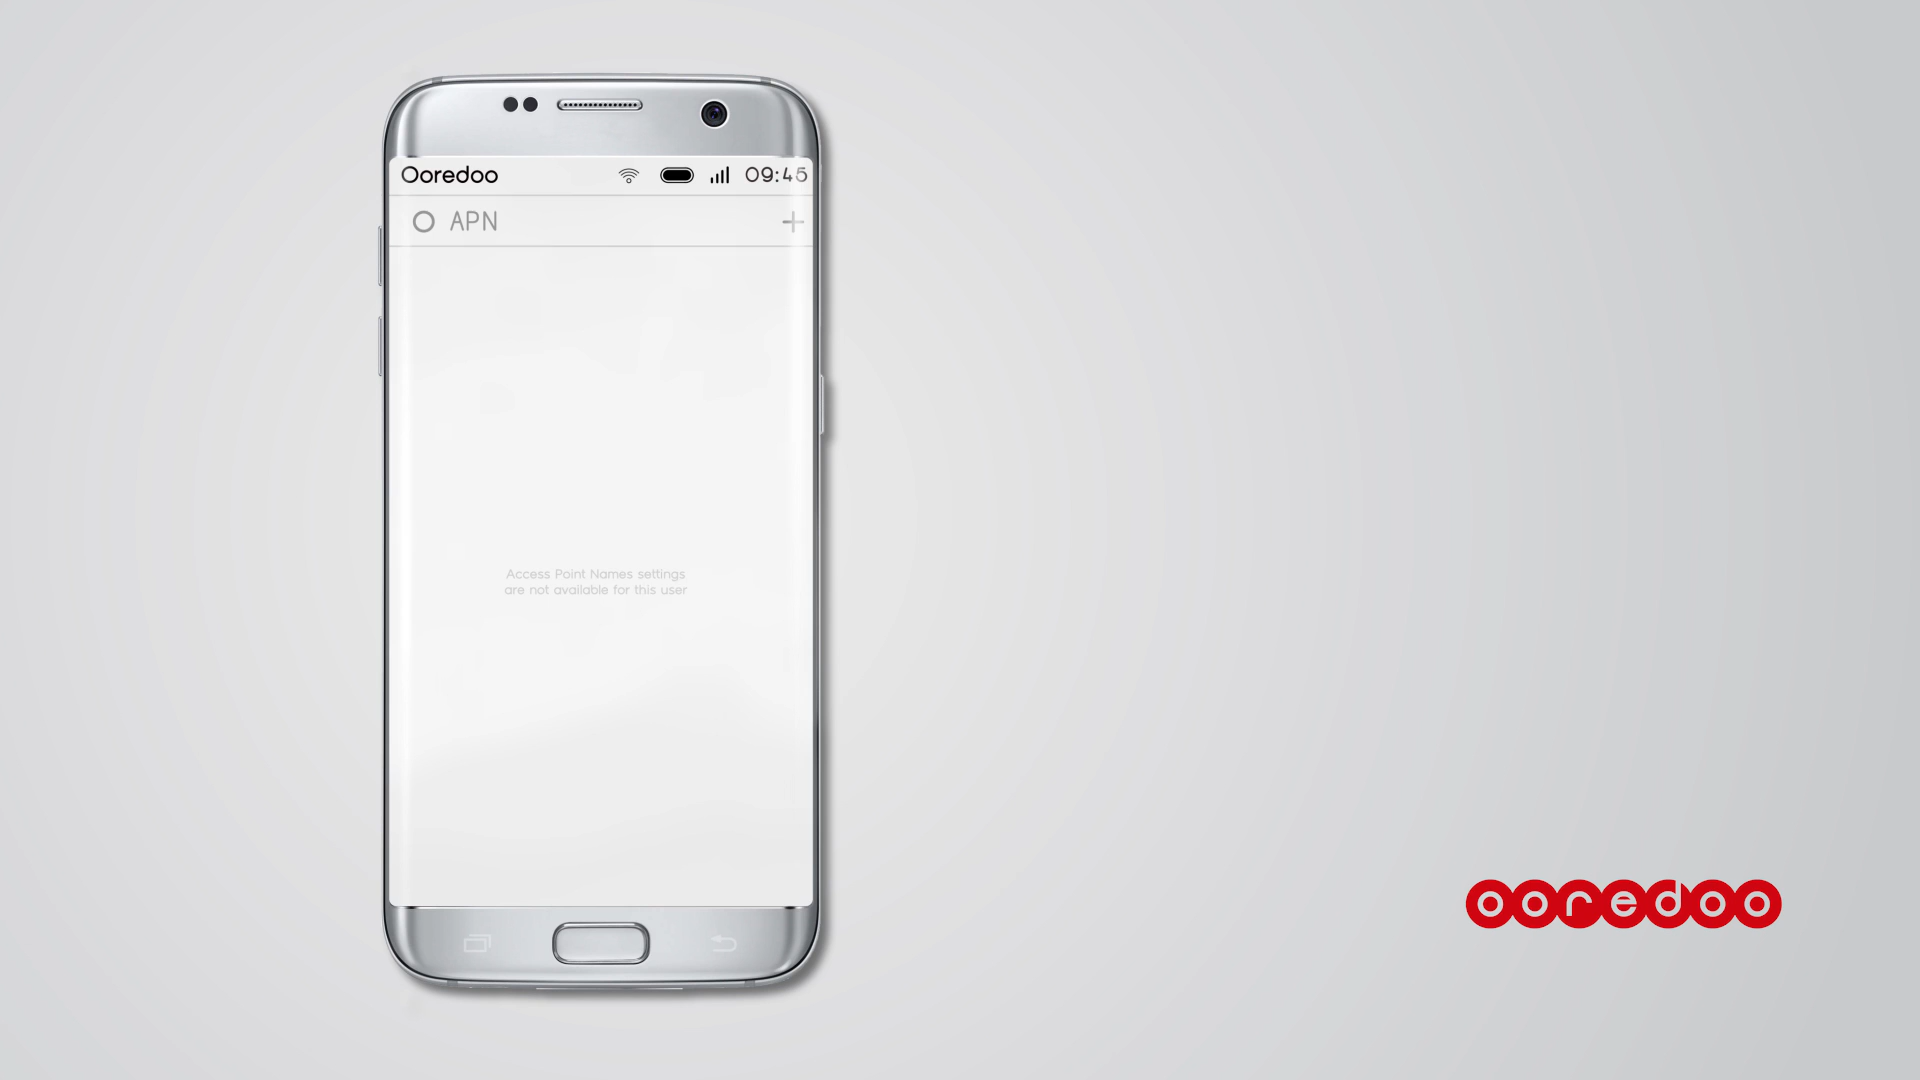 Ooredoo 09:45
APN +
Access Point Names settings
are not available for this user
ooredoo